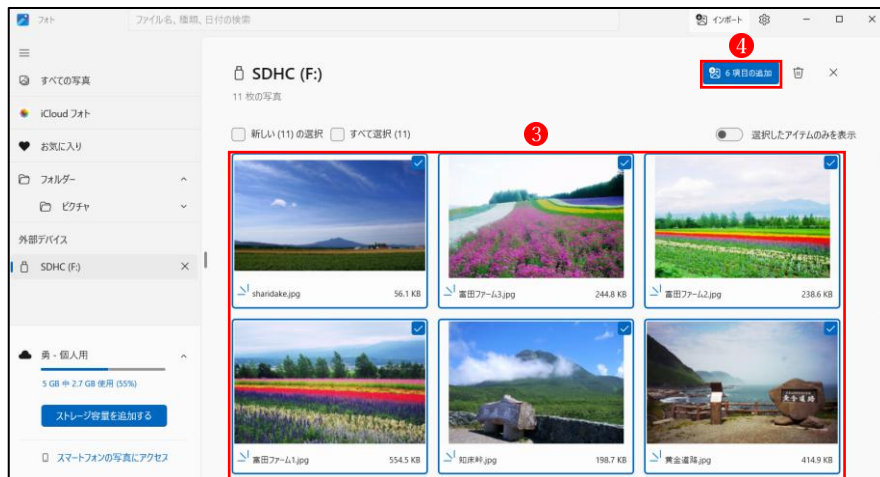 フォト
ファイル名、種類、日付の検索
インポート
すべての写真
iCloud フォト
お気に入り
フォルダー
ピクチャ
外部デバイス
SDHC (F:)
勇 - 個人用
5 GB 中 2.7 GB 使用 (55%)
ストレージ容量を追加する
スマートフォンの写真にアクセス
SDHC (F:)
11 枚の写真
4
6 項目の追加
新しい (11) の選択
すべて選択 (11)
3
選択したアイテムのみを表示
sharidake.jpg
56.1 KB
富田ファーム3.jpg
244.8 KB
富田ファーム2.jpg
238.6 KB
富田ファーム1.jpg
554.5 KB
知床峠.jpg
198.7 KB
黄金道路
黄金道路.jpg
414.9 KB